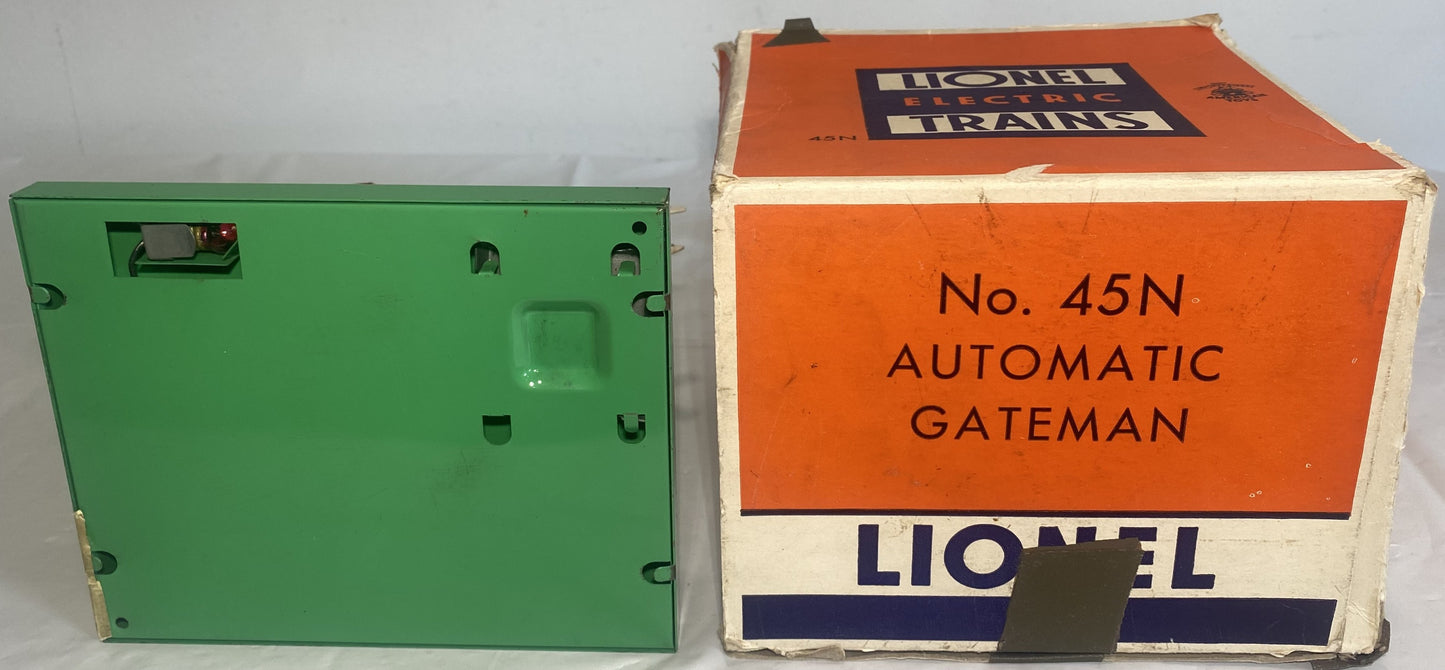 LIONEL
ELECTRIC
TRAINS
45N
No. 45N
AUTOMATIC
GATEMAN
LIONEL